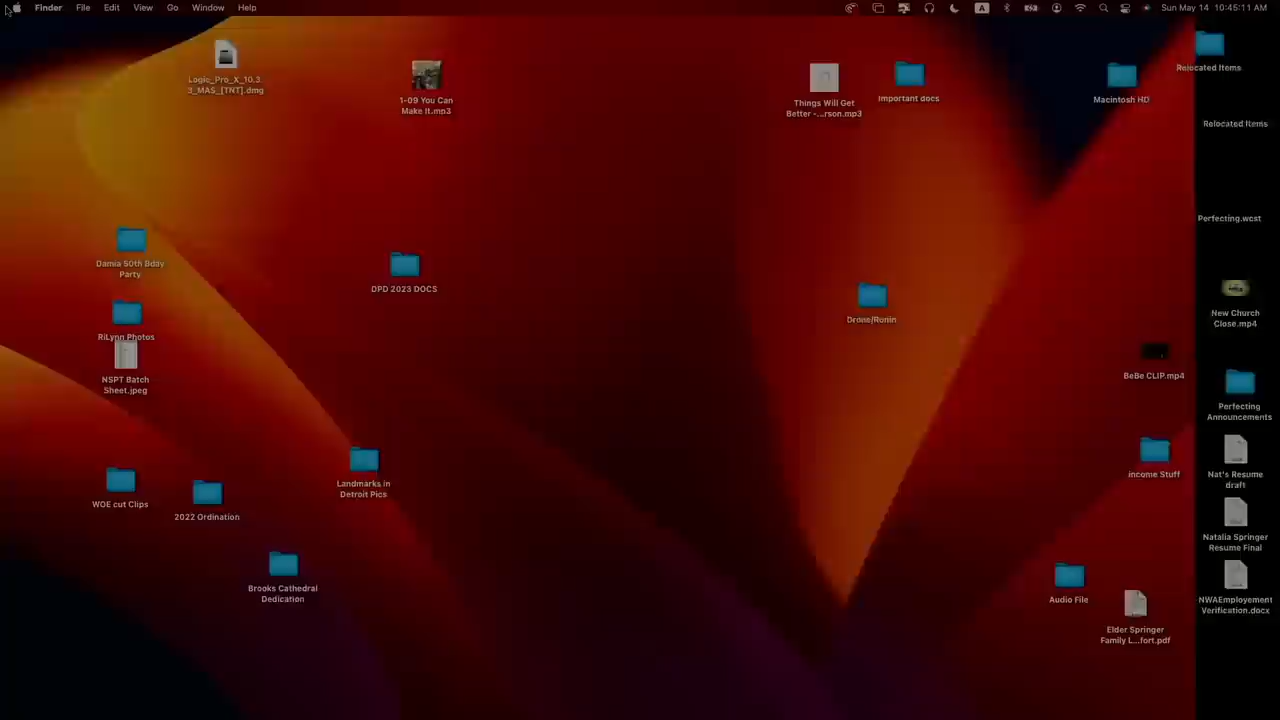 Finder File Edit View Go Window Help
A
Sun May 14 10:45:11 AM
Logic_Pro_X_10.3.
3_MAS_[TNT].dmg
1-09 You Can
Make It.mp3
Things Will Get
Better -...rson.mp3
Important docs
Macintosh HD
Relocated Items
Relocated Items
Perfecting.wcst
Damia 50th Bday
Party
DPD 2023 DOCS
Drone/Ronin
New Church
Close.mp4
RiLynn Photos
NSPT Batch
Sheet.jpeg
BeBe CLIP.mp4
Perfecting
Announcements
Landmarks in
Detroit Pics
income Stuff
Nat's Resume
draft
WOE cut Clips
2022 Ordination
Natalia Springer
Resume Final
Brooks Cathedral
Dedication
Audio File
NWAEmployement
Verification.docx
Elder Springer
Family L...fort.pdf